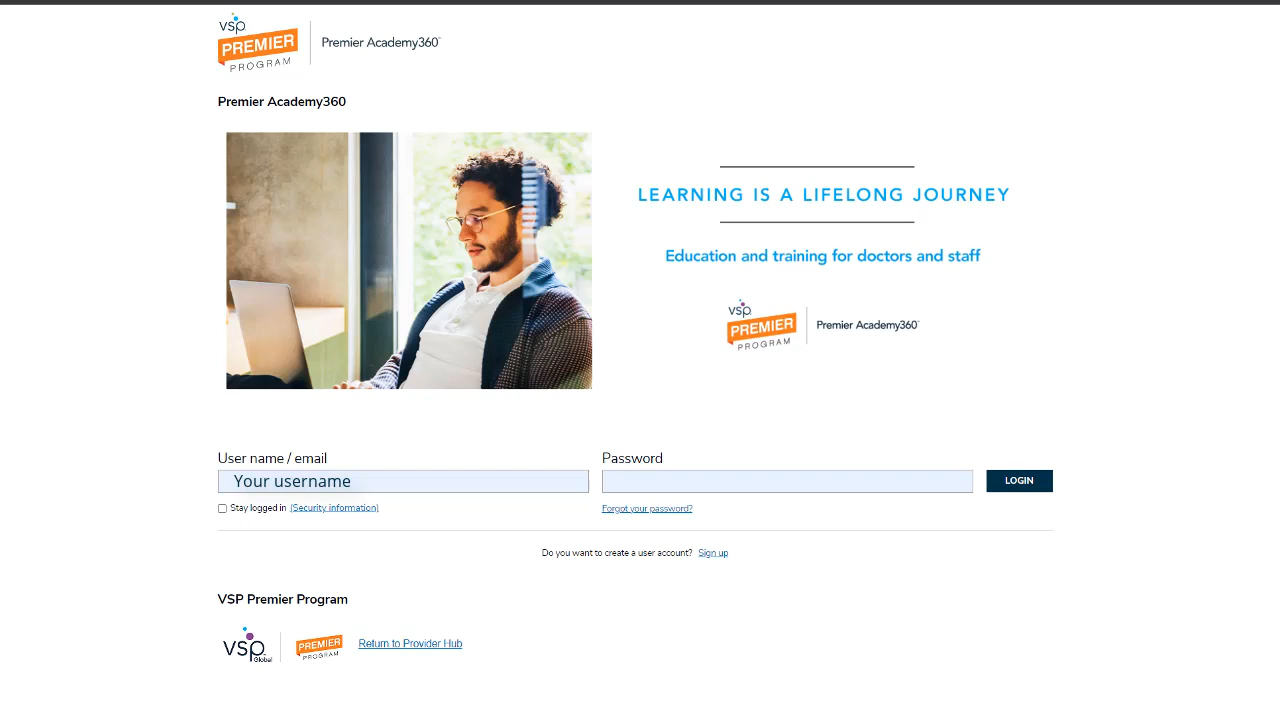 vsp
PREMIER
PROGRAM
Premier Academy360™
Premier Academy360
LEARNING IS A LIFELONG JOURNEY
Education and training for doctors and staff
vsp
PREMIER
PROGRAM
Premier Academy360™
User name / email
Password
Your username
LOGIN
Stay logged in (Security information)
Forgot your password?
Do you want to create a user account? Sign up
VSP Premier Program
vsp
Global
PREMIER
PROGRAM
Return to Provider Hub